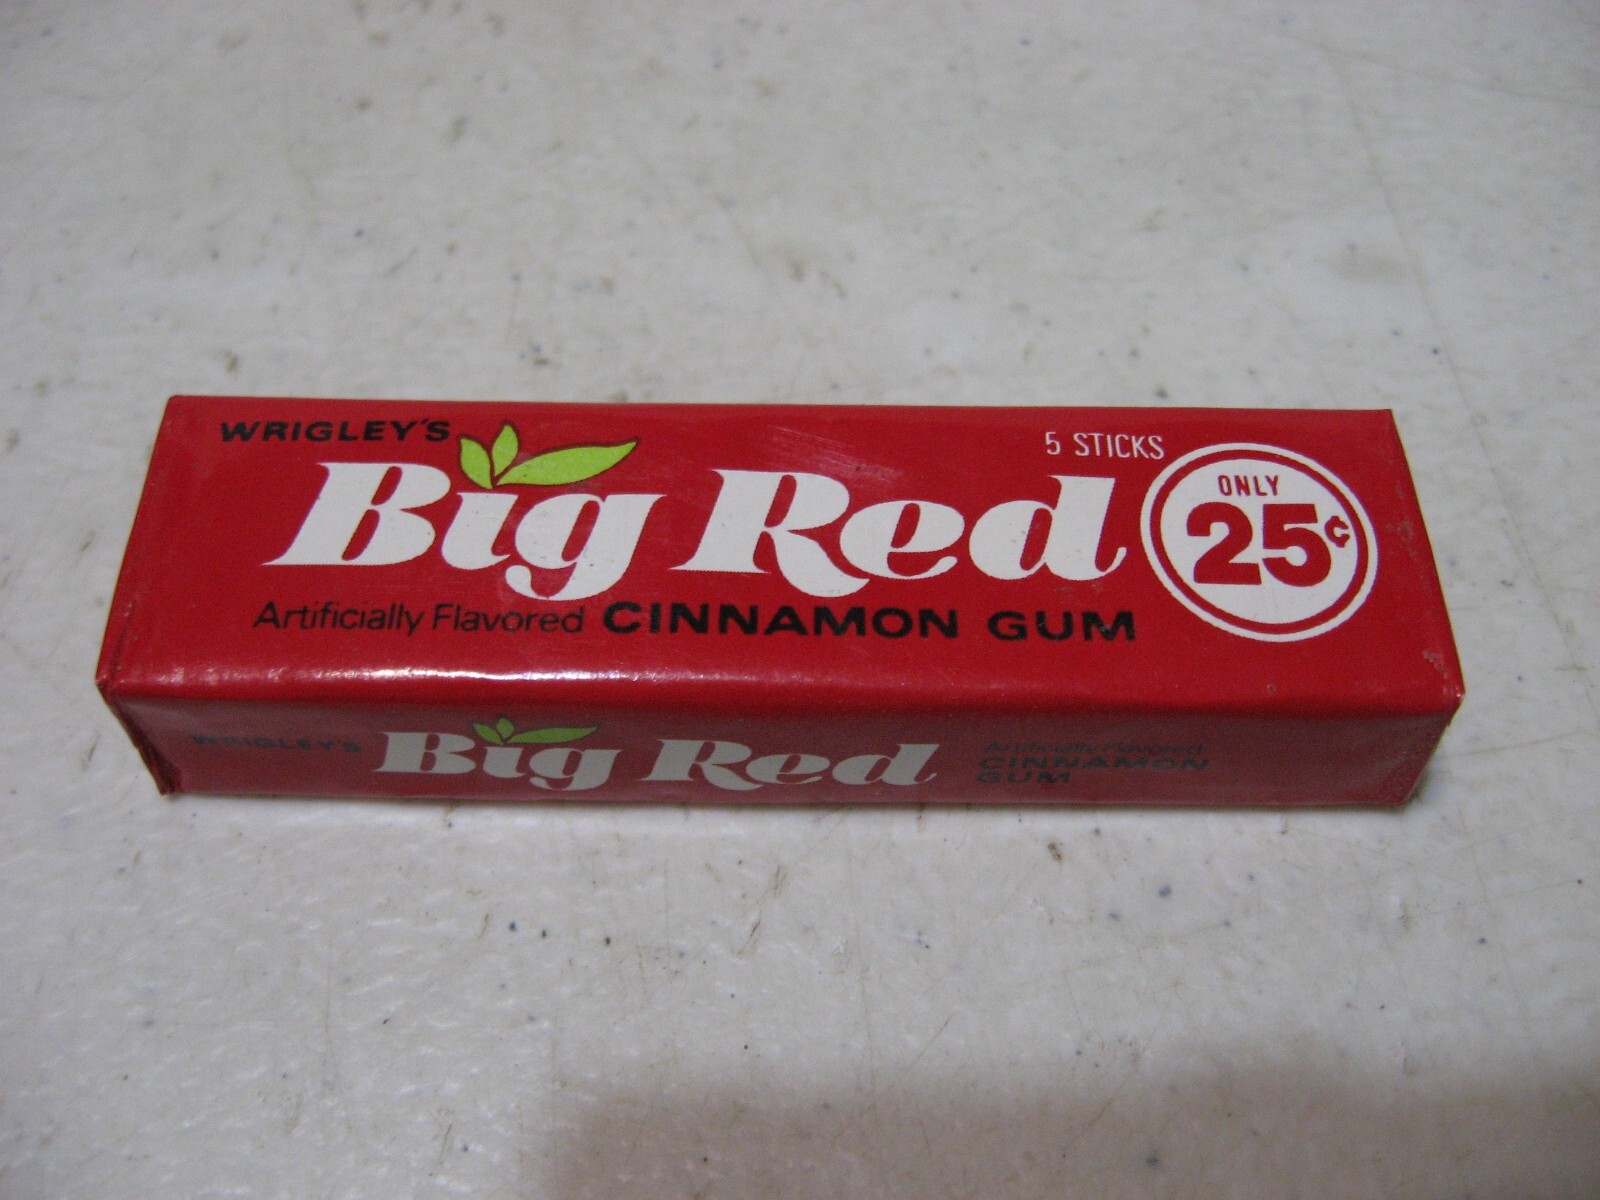 WRIGLEY'S
Big Red
5 STICKS
ONLY
25¢
Artificially Flavored CINNAMON GUM
WRIGLEY'S
Big Red
Artificially Flavored
CINNAMON
GUM